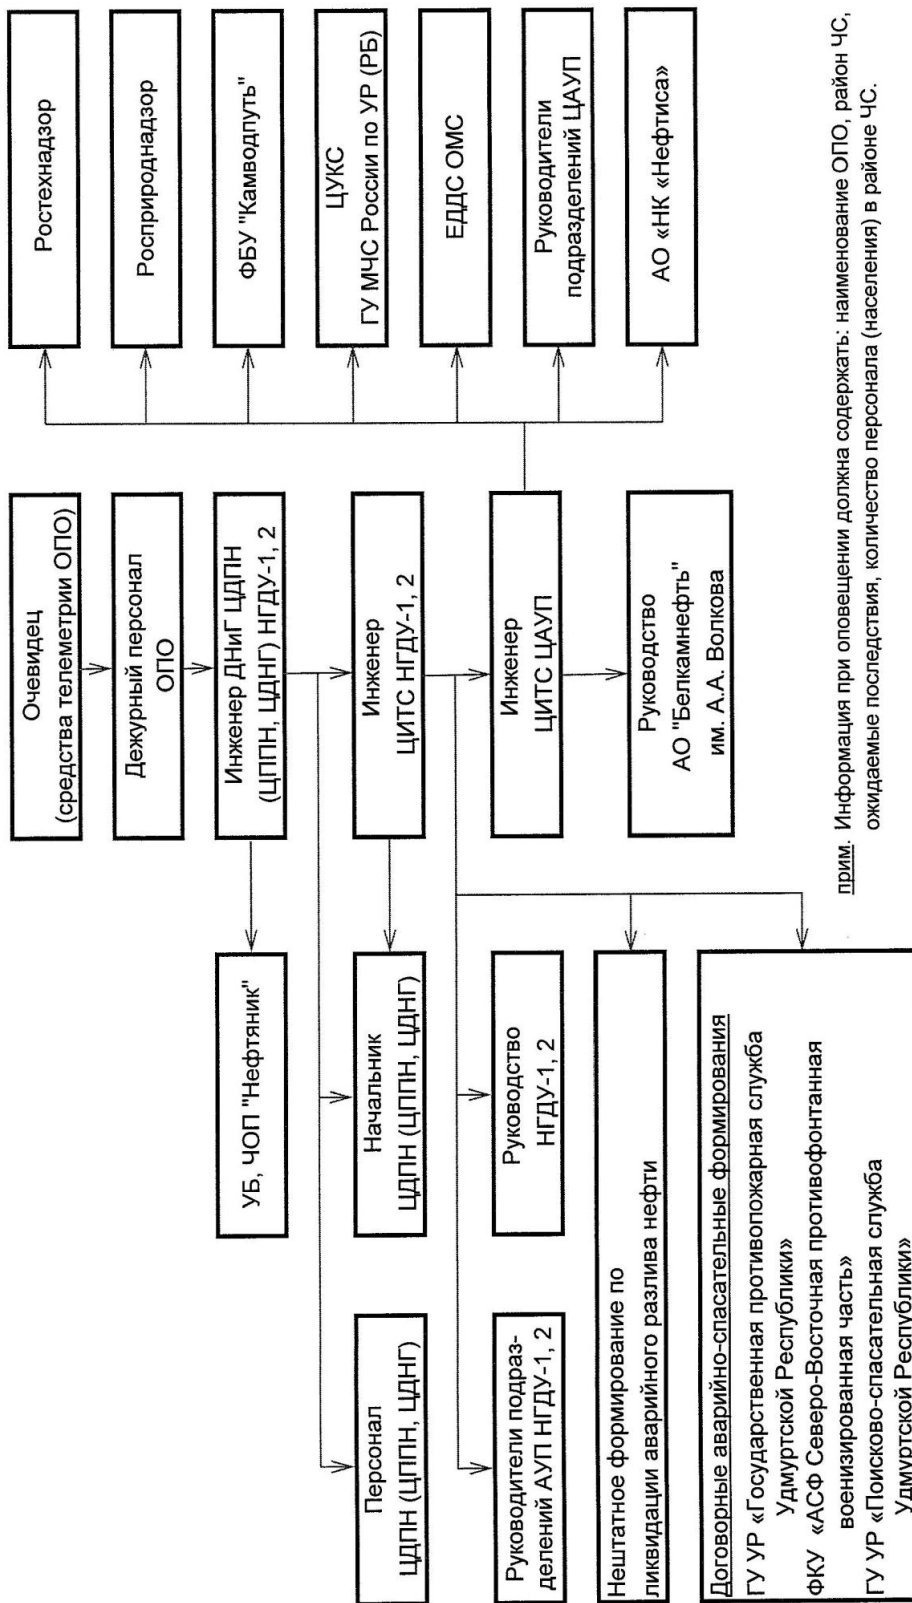 Очевидец
(средства телеметрии ОПО)
Дежурный персонал
ОПО
Инженер ДНиГ ЦДПН
(ЦППН, ЦДНГ) НГДУ-1, 2
УБ, ЧОП "Нефтяник"
Персонал
ЦДПН (ЦППН, ЦДНГ)
Начальник
ЦДПН (ЦППН, ЦДНГ)
Инженер
ЦИТС НГДУ-1, 2
Руководители подраз-
делений АУП НГДУ-1, 2
Руководство
НГДУ-1, 2
Инженер
ЦИТС ЦАУП
Нештатное формирование по
ликвидации аварийного разлива нефти
Руководство
АО "Белкамнефть"
им. А.А. Волкова
Договорные аварийно-спасательные формирования
ГУ УР «Государственная противопожарная служба
Удмуртской Республики»
ФКУ «АСФ Северо-Восточная противофонтанная
военизированная часть»
ГУ УР «Поисково-спасательная служба
Удмуртской Республики»
Ростехнадзор
Росприроднадзор
ФБУ "Камводпуть"
ЦУКС
ГУ МЧС России по УР (РБ)
ЕДДС ОМС
Руководители
подразделений ЦАУП
АО «НК «Нефтиса»
прим. Информация при оповещении должна содержать: наименование ОПО, район ЧС,
ожидаемые последствия, количество персонала (населения) в районе ЧС.